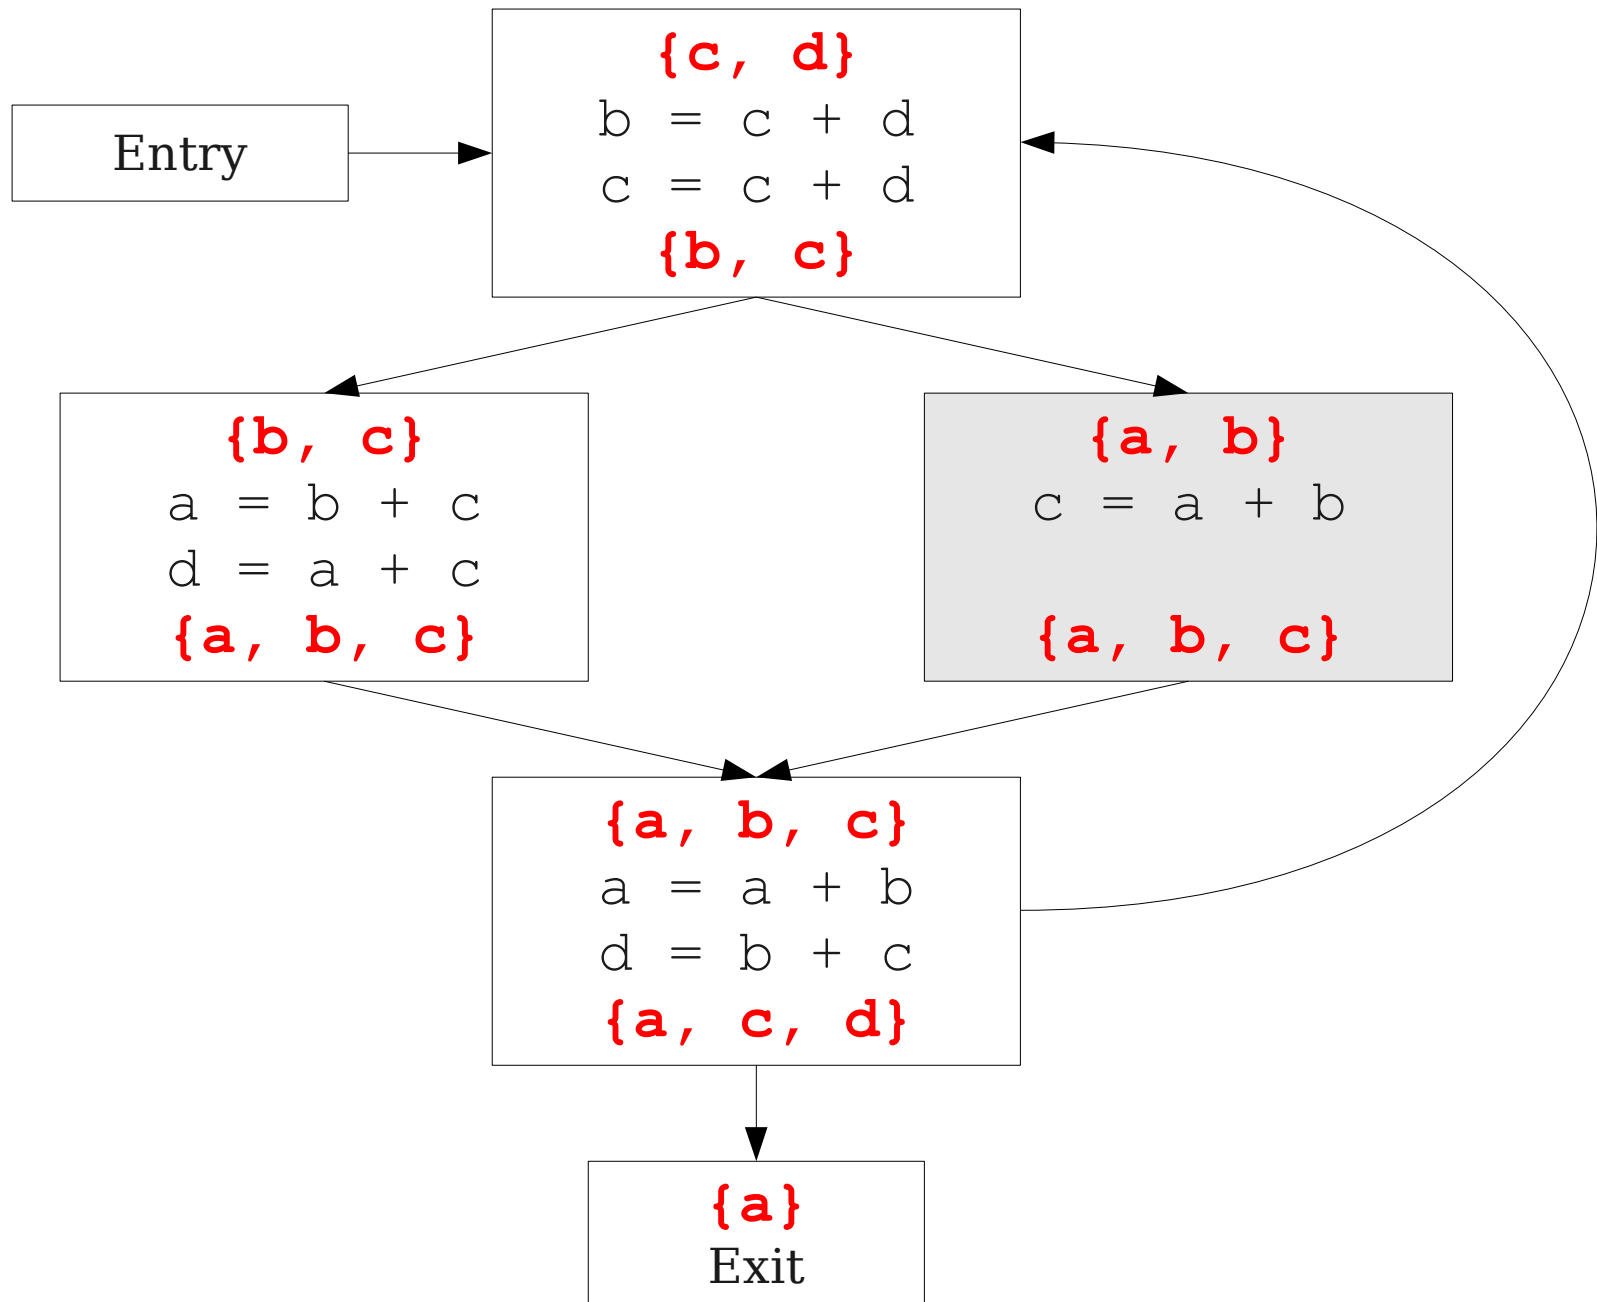 {c, d}
b = c + d
c = c + d
{b, c}
Entry
{b, c}
a = b + c
d = a + c
{a, b, c}
{a, b}
c = a + b
{a, b, c}
{a, b, c}
a = a + b
d = b + c
{a, c, d}
{a}
Exit